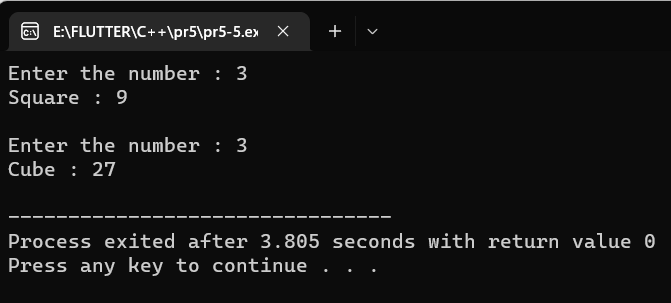 E:\FLUTTER\C++\pr5\pr5-5.ex
Enter the number : 3
Square : 9
Enter the number : 3
Cube : 27
--------------------------------
Process exited after 3.805 seconds with return value 0
Press any key to continue . . .